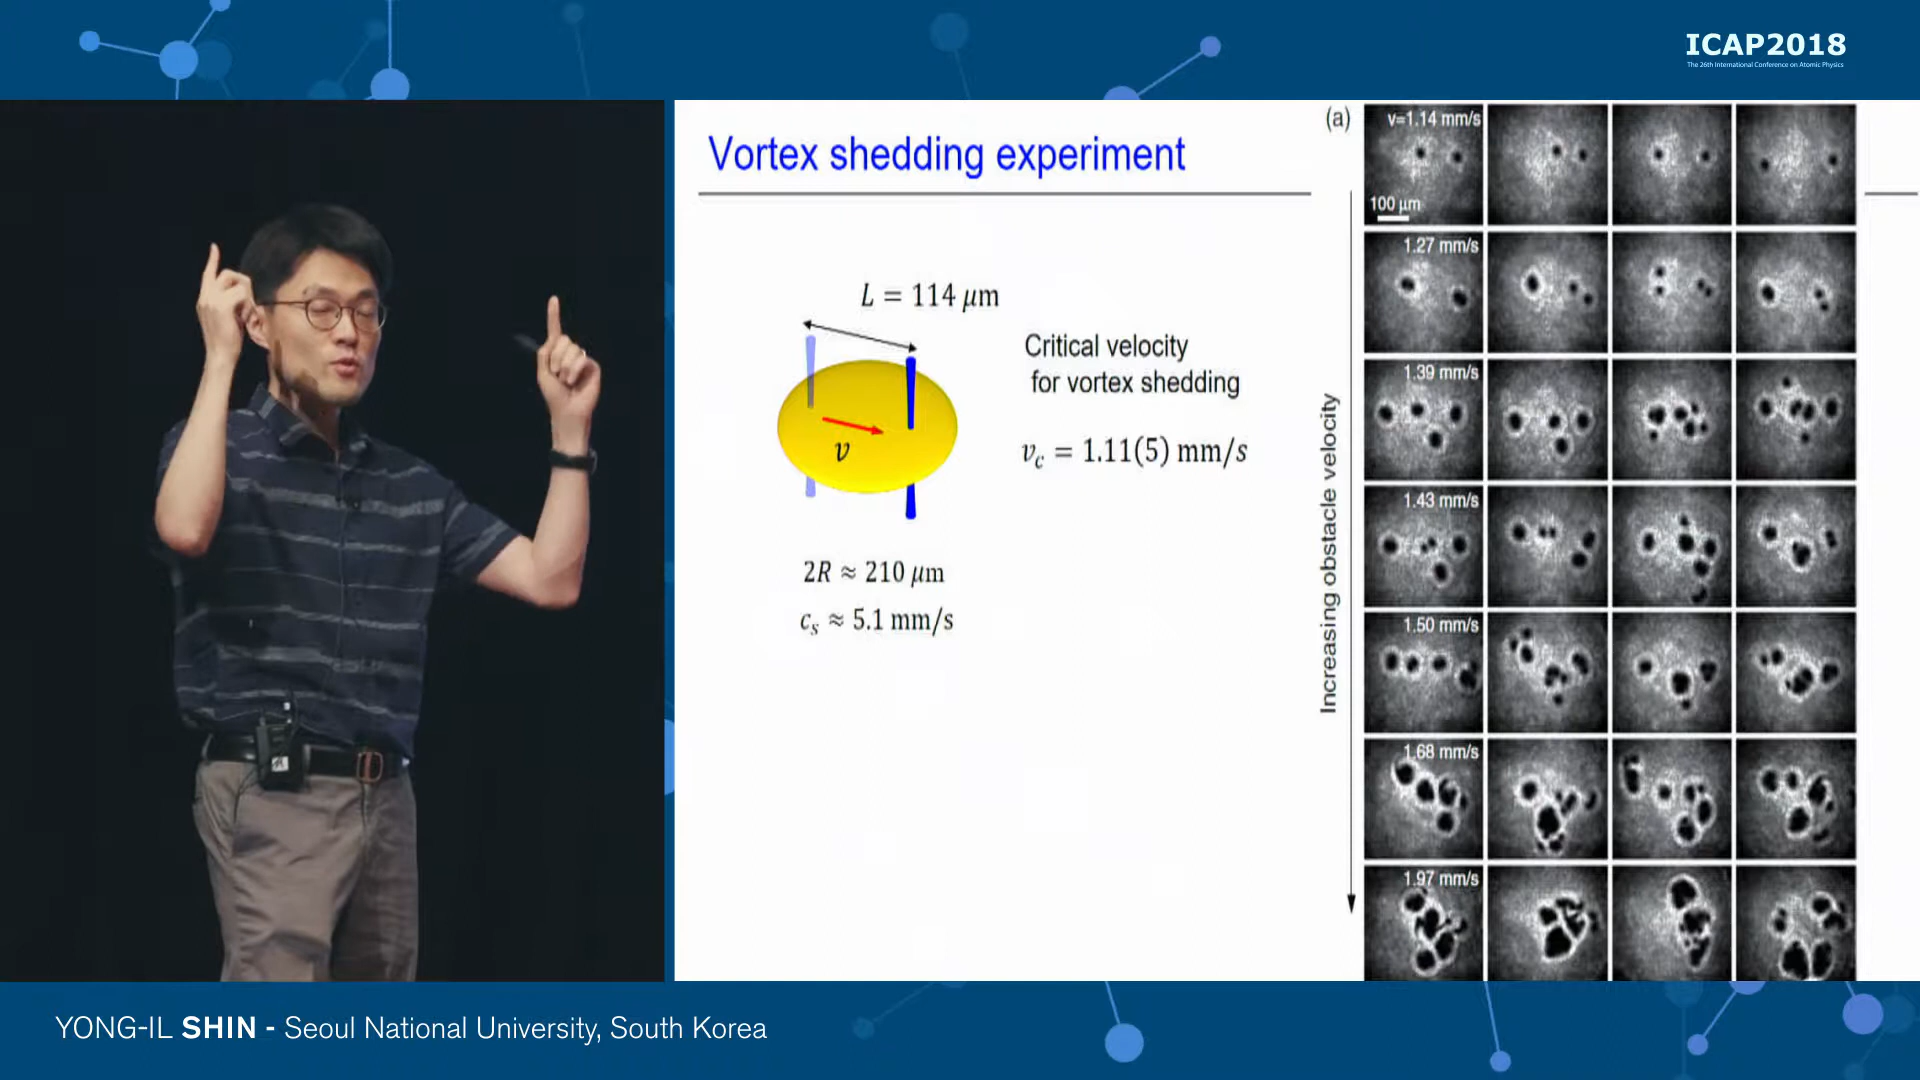 ICAP2018
The 26th International Conference on Atomic Physics
Vortex shedding experiment
L = 114 μm
v
Critical velocity
for vortex shedding
v_c = 1.11(5) mm/s
2R ≈ 210 μm
c_s ≈ 5.1 mm/s
(a)
Increasing obstacle velocity
v=1.14 mm/s
100 μm
1.27 mm/s
1.39 mm/s
1.43 mm/s
1.50 mm/s
1.68 mm/s
1.97 mm/s
YONG-IL SHIN - Seoul National University, South Korea